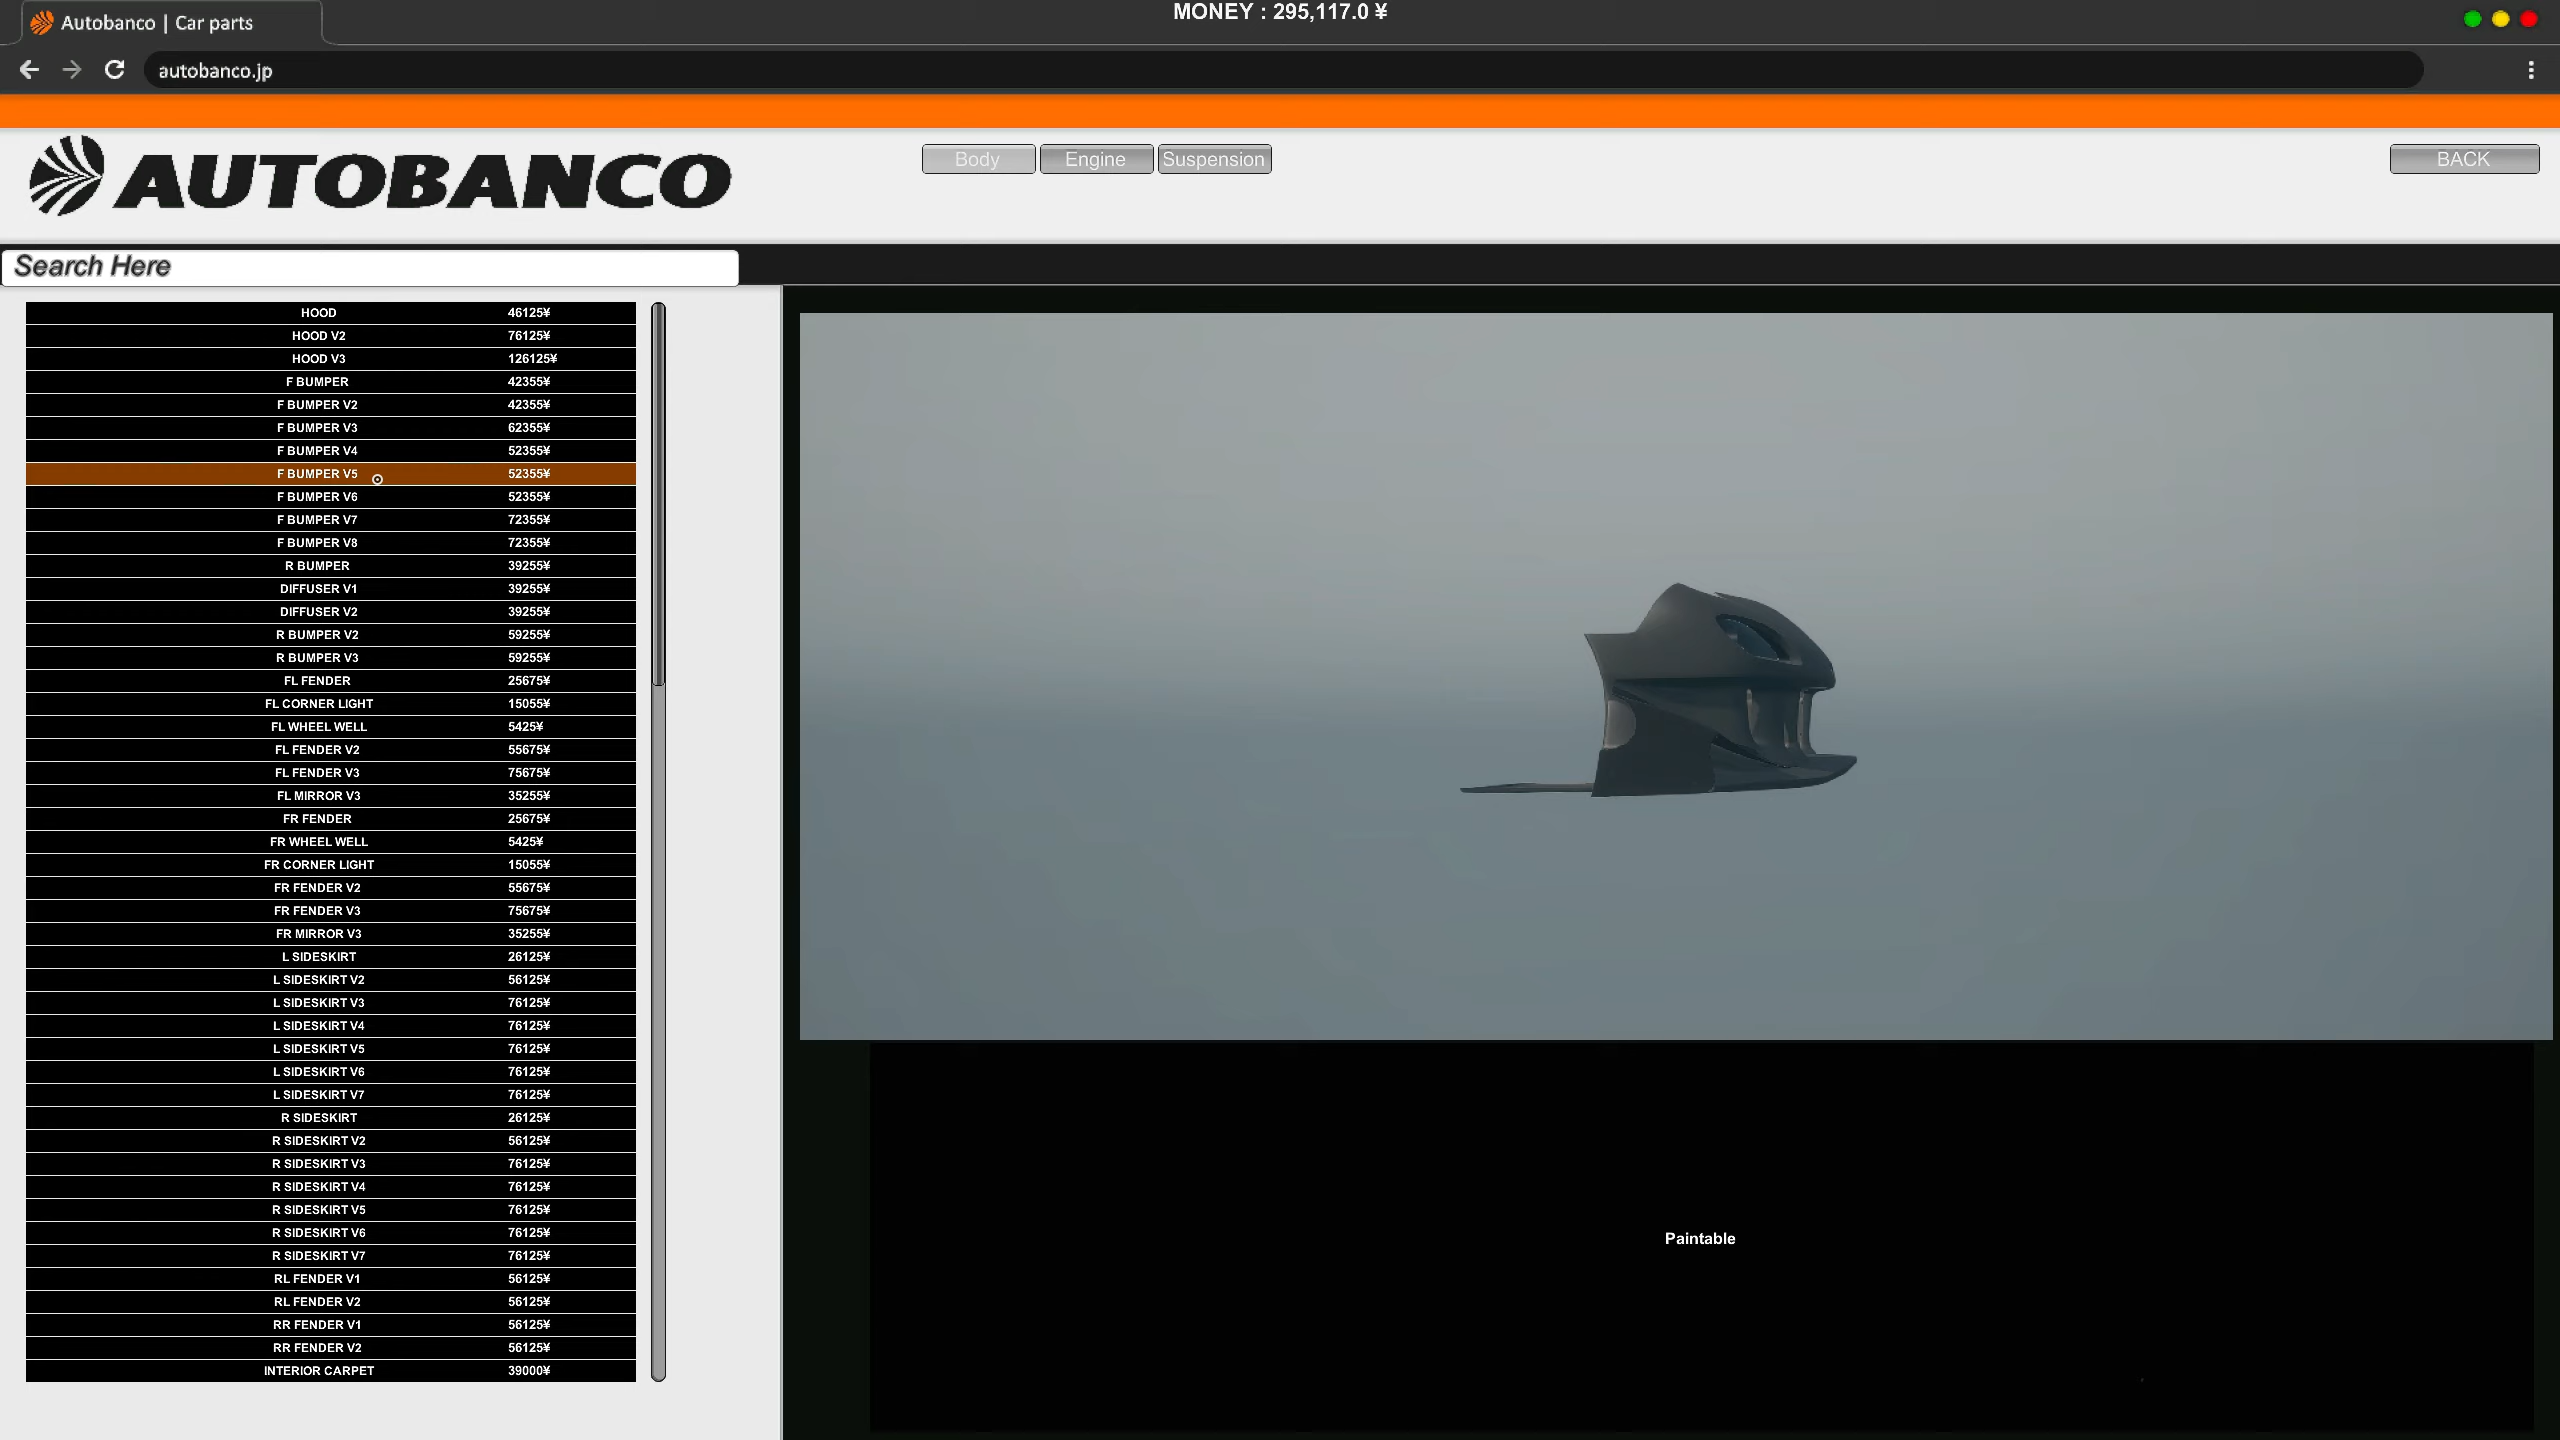 Autobanco | Car parts
MONEY : 295,117.0 ¥
autobanco.jp
AUTOBANCO
Body
Engine
Suspension
BACK
Search Here
HOOD 46125¥
HOOD V2 76125¥
HOOD V3 126125¥
F BUMPER 42355¥
F BUMPER V2 42355¥
F BUMPER V3 62355¥
F BUMPER V4 52355¥
F BUMPER V5 52355¥
F BUMPER V6 52355¥
F BUMPER V7 72355¥
F BUMPER V8 72355¥
R BUMPER 39255¥
DIFFUSER V1 39255¥
DIFFUSER V2 39255¥
R BUMPER V2 59255¥
R BUMPER V3 59255¥
FL FENDER 25675¥
FL CORNER LIGHT 15055¥
FL WHEEL WELL 5425¥
FL FENDER V2 55675¥
FL FENDER V3 75675¥
FL MIRROR V3 35255¥
FR FENDER 25675¥
FR WHEEL WELL 5425¥
FR CORNER LIGHT 15055¥
FR FENDER V2 55675¥
FR FENDER V3 75675¥
FR MIRROR V3 35255¥
L SIDESKIRT 26125¥
L SIDESKIRT V2 56125¥
L SIDESKIRT V3 76125¥
L SIDESKIRT V4 76125¥
L SIDESKIRT V5 76125¥
L SIDESKIRT V6 76125¥
L SIDESKIRT V7 76125¥
R SIDESKIRT 26125¥
R SIDESKIRT V2 56125¥
R SIDESKIRT V3 76125¥
R SIDESKIRT V4 76125¥
R SIDESKIRT V5 76125¥
R SIDESKIRT V6 76125¥
R SIDESKIRT V7 76125¥
RL FENDER V1 56125¥
RL FENDER V2 56125¥
RR FENDER V1 56125¥
RR FENDER V2 56125¥
INTERIOR CARPET 39000¥
Paintable